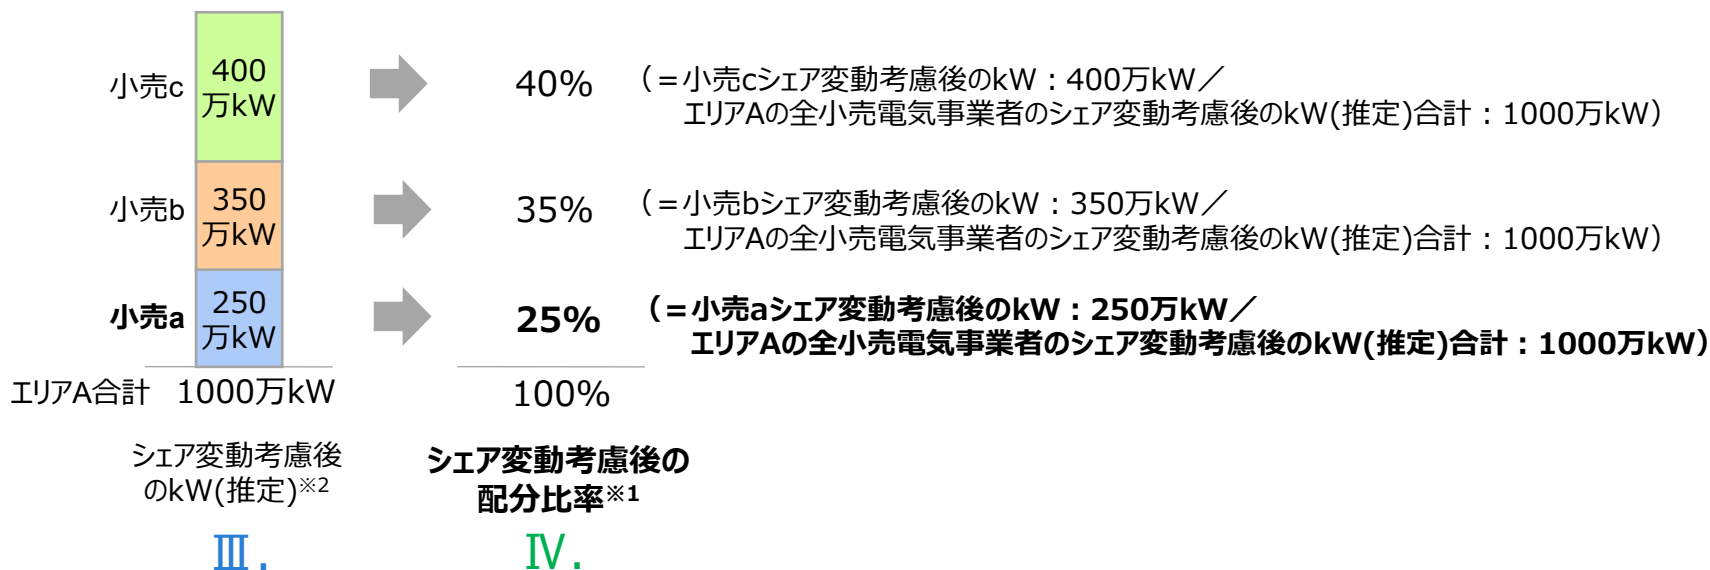 小売c
400
万kW
40%
（＝小売cシェア変動考慮後のkW：400万kW／
エリアAの全小売電気事業者のシェア変動考慮後のkW(推定)合計：1000万kW）
小売b
350
万kW
35%
（＝小売bシェア変動考慮後のkW：350万kW／
エリアAの全小売電気事業者のシェア変動考慮後のkW(推定)合計：1000万kW）
小売a
250
万kW
25%
（＝小売aシェア変動考慮後のkW：250万kW／
エリアAの全小売電気事業者のシェア変動考慮後のkW(推定)合計：1000万kW）
エリアA合計
1000万kW
100%
シェア変動考慮後
のkW(推定)※2
シェア変動考慮後の
配分比率※1
Ⅲ.
Ⅳ.